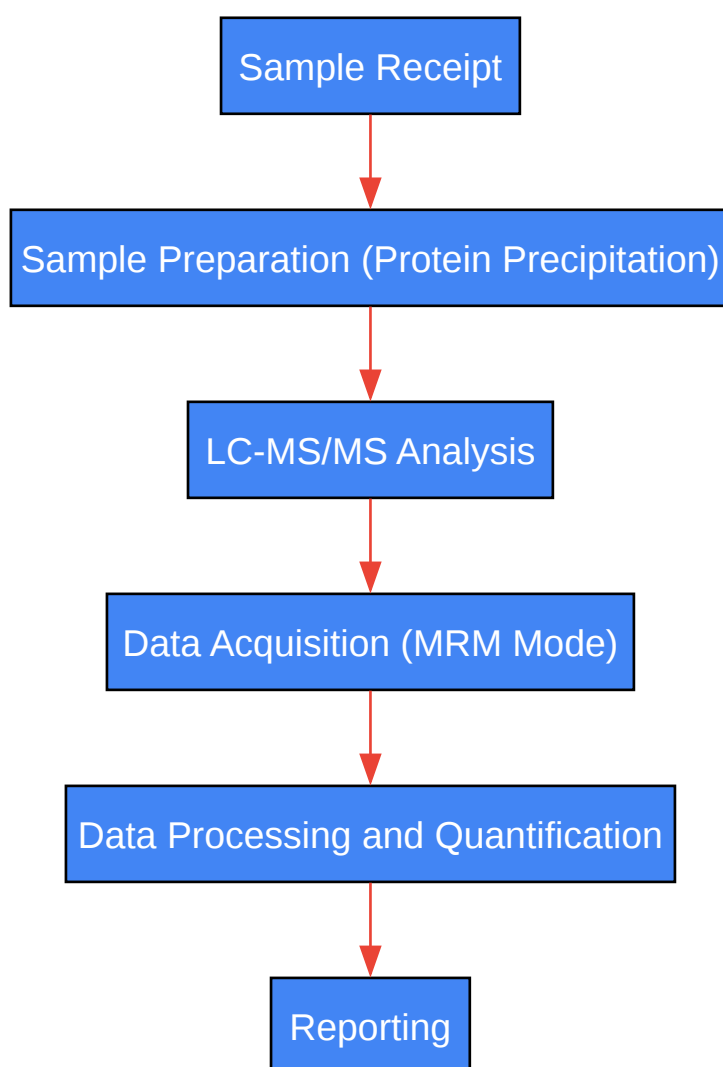 Sample Receipt
Sample Preparation (Protein Precipitation)
LC-MS/MS Analysis
Data Acquisition (MRM Mode)
Data Processing and Quantification
Reporting